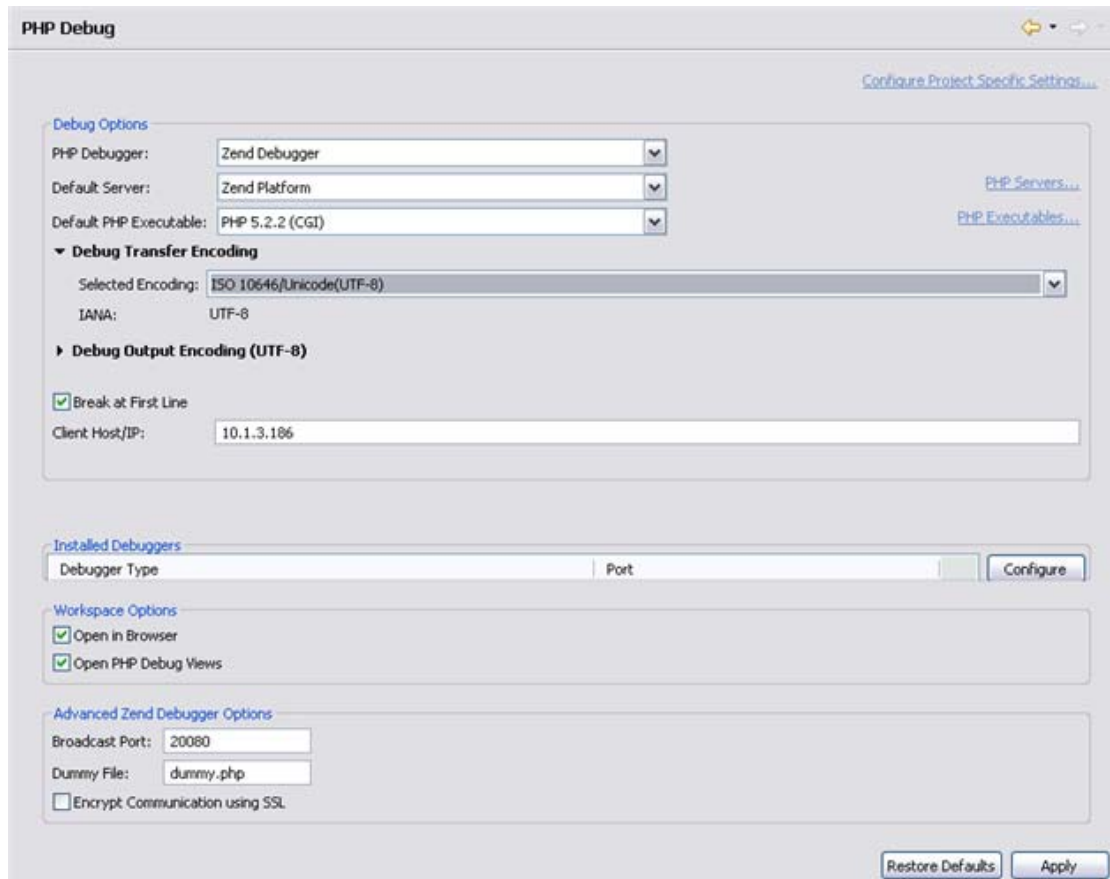 PHP Debug
Configure Project Specific Settings...
Debug Options
PHP Debugger: Zend Debugger
Default Server: Zend Platform
PHP Servers...
Default PHP Executable: PHP 5.2.2 (CGI)
PHP Executables...
Debug Transfer Encoding
Selected Encoding: ISO 10646/Unicode(UTF-8)
IANA: UTF-8
Debug Output Encoding (UTF-8)
Break at First Line
Client Host/IP: 10.1.3.186
Installed Debuggers
Debugger Type Port Configure
Workspace Options
Open in Browser
Open PHP Debug Views
Advanced Zend Debugger Options
Broadcast Port: 20080
Dummy File: dummy.php
Encrypt Communication using SSL
Restore Defaults Apply